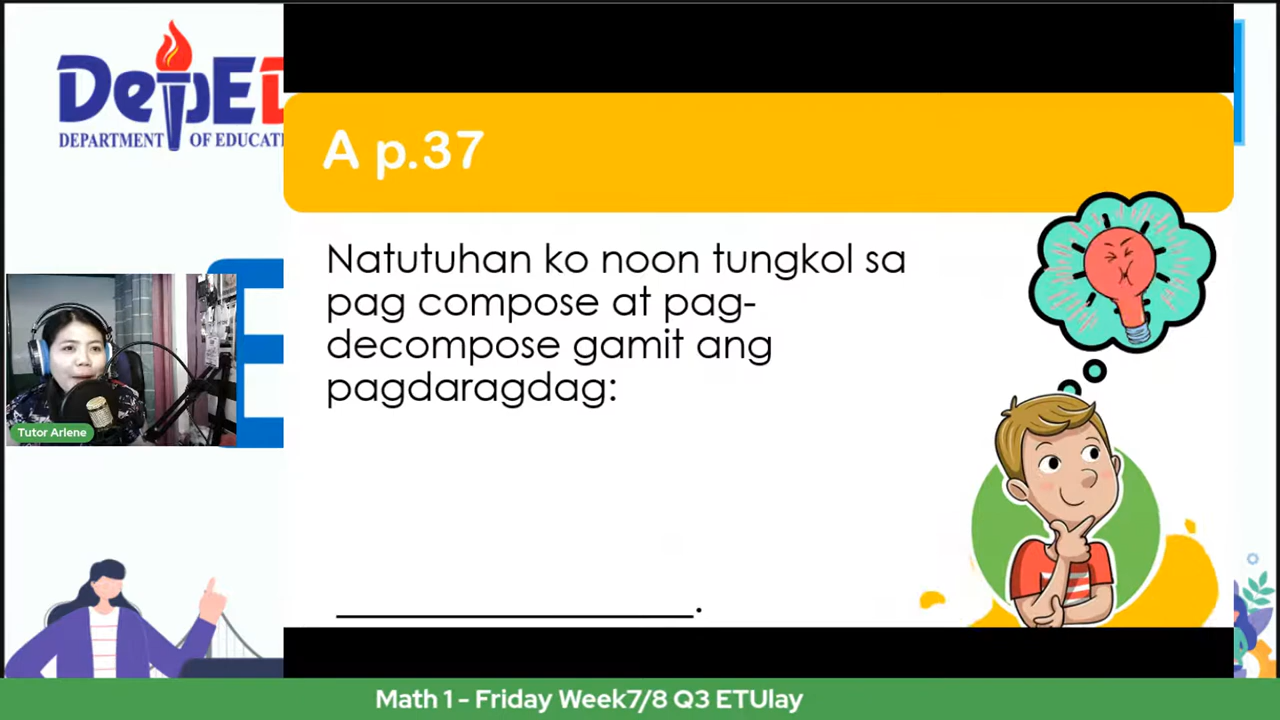 DepED
DEPARTMENT OF EDUCATI
A p.37
Natutuhan ko noon tungkol sa
pag compose at pag-
decompose gamit ang
pagdaragdag:
___________________.
Tutor Arlene
E
Math 1 - Friday Week7/8 Q3 ETUlay